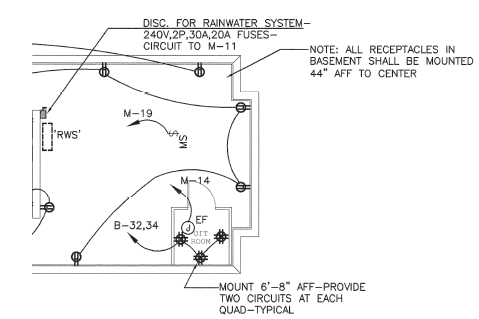 DISC. FOR RAINWATER SYSTEM-
240V,2P,30A,20A FUSES-
CIRCUIT TO M-11
NOTE: ALL RECEPTACLES IN
BASEMENT SHALL BE MOUNTED
44" AFF TO CENTER
M-19
'RWS'
$
MS
M-14
B-32,34
EF
d
ROOM
MOUNT 6'-8" AFF-PROVIDE
TWO CIRCUITS AT EACH
QUAD-TYPICAL